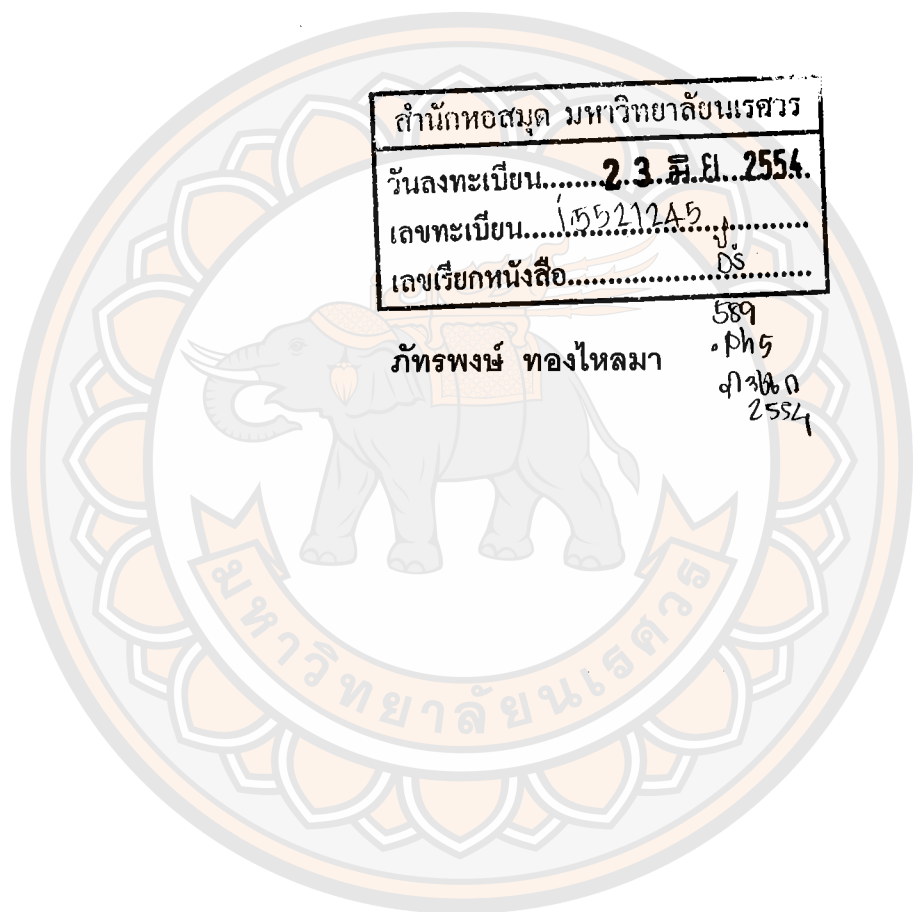 สำนักหอสมุด มหาวิทยาลัยนเรศวร
วันลงทะเบียน........2.3.มิ.ย...2554.
เลขทะเบียน....15521245..............
เลขเรียกหนังสือ..............................
DS
589
.Ph5
2554
ภัทรพงษ์ ทองไหลมา
มหาวิทยาลัยนเรศวร